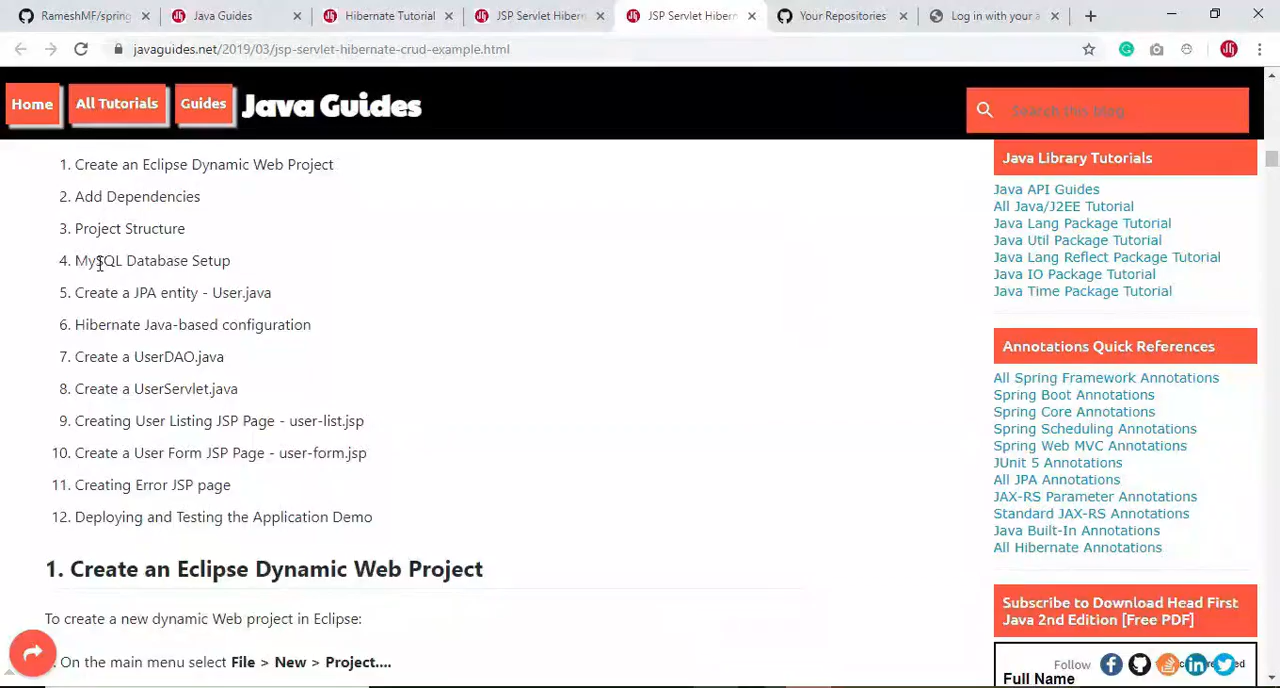 RameshMF/spring
Java Guides
Hibernate Tutorial
JSP Servlet Hibern
JSP Servlet Hibern
Your Repositories
Log in with your a
javaguides.net/2019/03/jsp-servlet-hibernate-crud-example.html
Home
All Tutorials
Guides
Java Guides
Search this blog
1. Create an Eclipse Dynamic Web Project
2. Add Dependencies
3. Project Structure
4. MySQL Database Setup
5. Create a JPA entity - User.java
6. Hibernate Java-based configuration
7. Create a UserDAO.java
8. Create a UserServlet.java
9. Creating User Listing JSP Page - user-list.jsp
10. Create a User Form JSP Page - user-form.jsp
11. Creating Error JSP page
12. Deploying and Testing the Application Demo
1. Create an Eclipse Dynamic Web Project
To create a new dynamic Web project in Eclipse:
On the main menu select File > New > Project....
Java Library Tutorials
Java API Guides
All Java/J2EE Tutorial
Java Lang Package Tutorial
Java Util Package Tutorial
Java Lang Reflect Package Tutorial
Java IO Package Tutorial
Java Time Package Tutorial
Annotations Quick References
All Spring Framework Annotations
Spring Boot Annotations
Spring Core Annotations
Spring Scheduling Annotations
Spring Web MVC Annotations
JUnit 5 Annotations
All JPA Annotations
JAX-RS Parameter Annotations
Standard JAX-RS Annotations
Java Built-In Annotations
All Hibernate Annotations
Subscribe to Download Head First
Java 2nd Edition [Free PDF]
Follow
Full Name